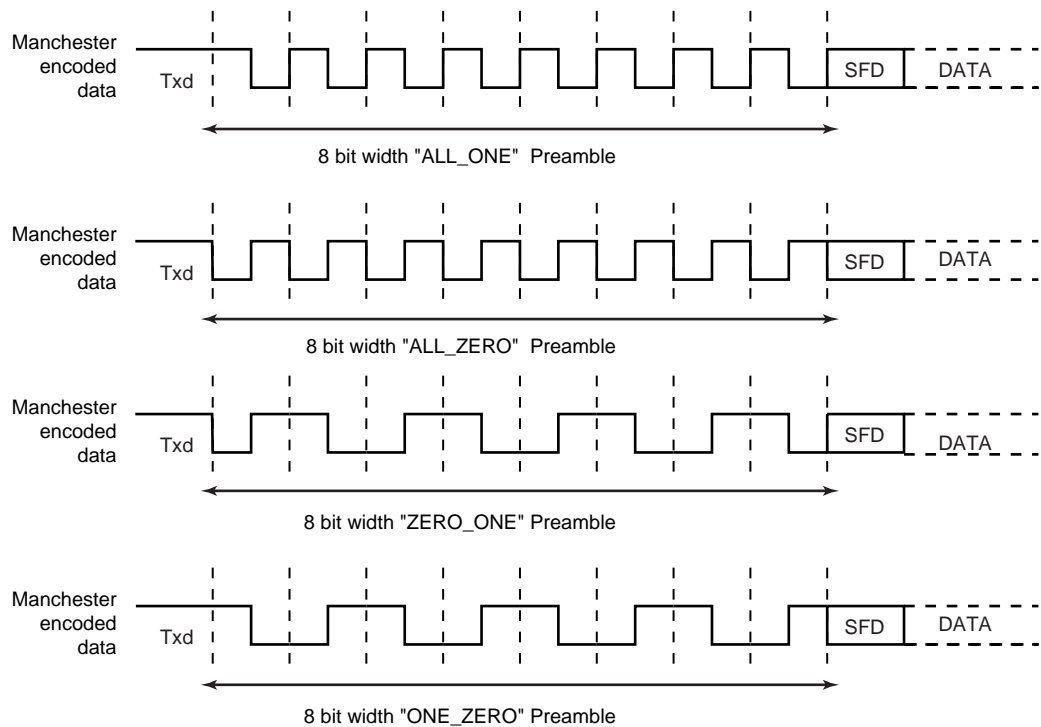 Manchester
encoded
data
Txd
SFD
DATA
8 bit width "ALL_ONE" Preamble
Manchester
encoded
data
Txd
SFD
DATA
8 bit width "ALL_ZERO" Preamble
Manchester
encoded
data
Txd
SFD
DATA
8 bit width "ZERO_ONE" Preamble
Manchester
encoded
data
Txd
SFD
DATA
8 bit width "ONE_ZERO" Preamble